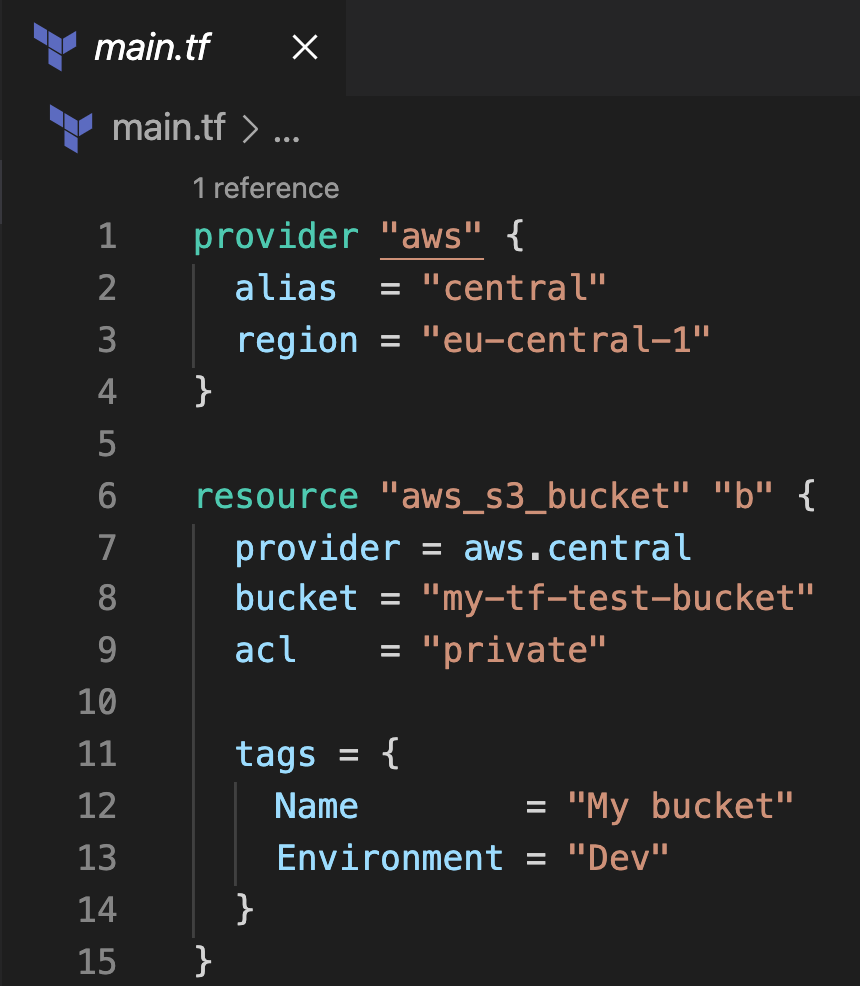 main.tf
main.tf > ...
1 reference
1 provider "aws" {
2   alias  = "central"
3   region = "eu-central-1"
4 }
5
6 resource "aws_s3_bucket" "b" {
7   provider = aws.central
8   bucket = "my-tf-test-bucket"
9   acl    = "private"
10
11   tags = {
12     Name        = "My bucket"
13     Environment = "Dev"
14   }
15 }